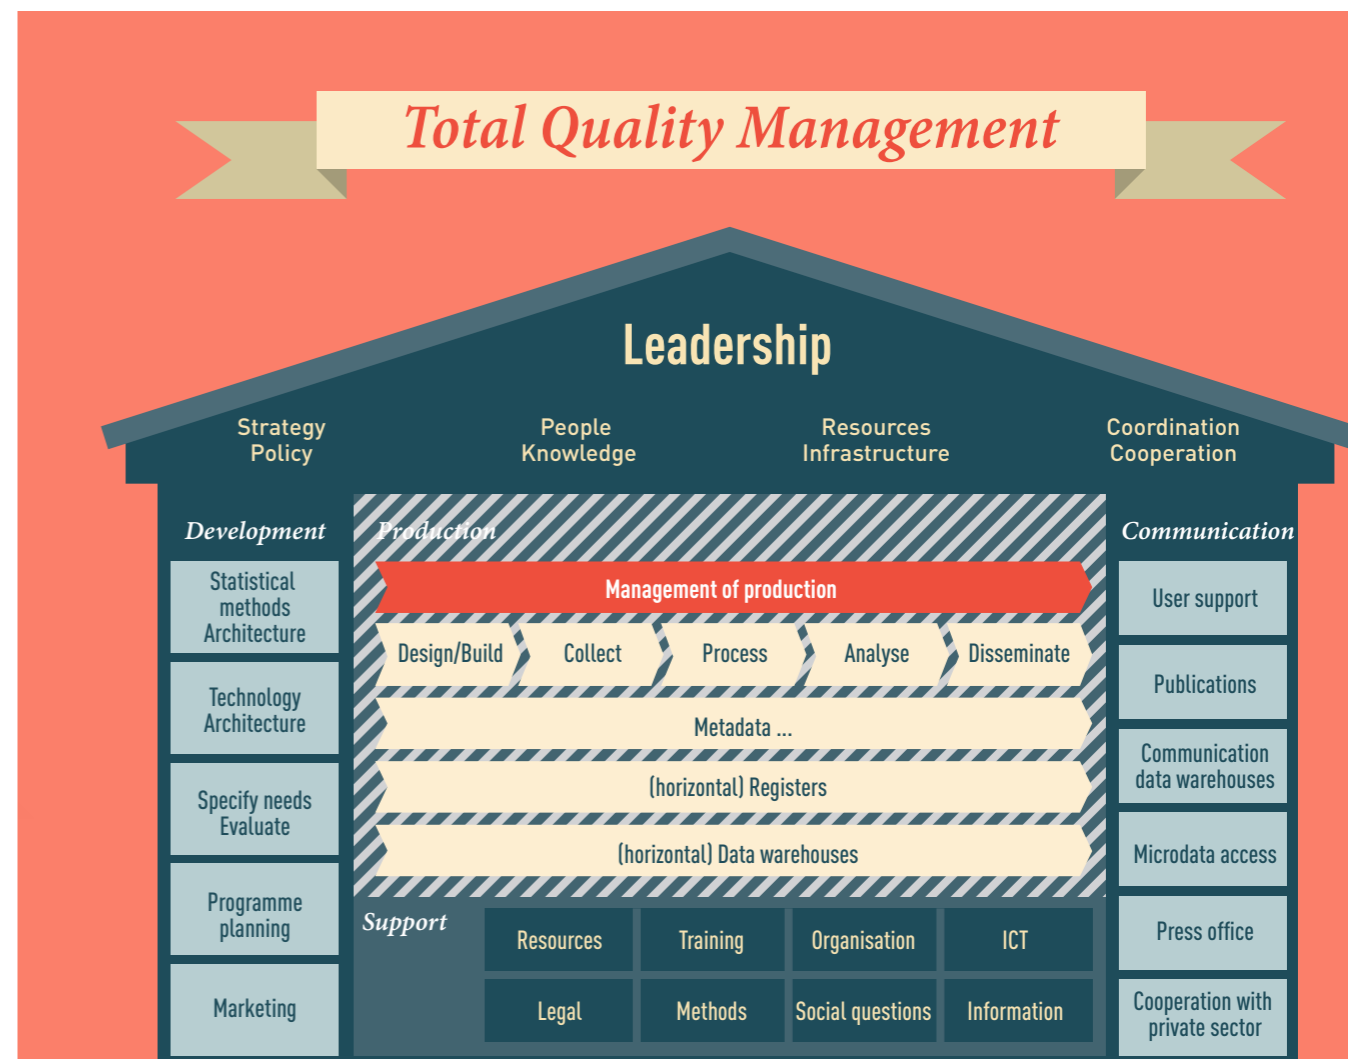 Total Quality Management
Leadership
Strategy
Policy
People
Knowledge
Resources
Infrastructure
Coordination
Cooperation
Development
Statistical
methods
Architecture
Technology
Architecture
Specify needs
Evaluate
Programme
planning
Marketing
Production
Management of production
Design/Build
Collect
Process
Analyse
Disseminate
Metadata ...
(horizontal) Registers
(horizontal) Data warehouses
Support
Resources
Training
Organisation
ICT
Legal
Methods
Social questions
Information
Communication
User support
Publications
Communication
data warehouses
Microdata access
Press office
Cooperation with
private sector